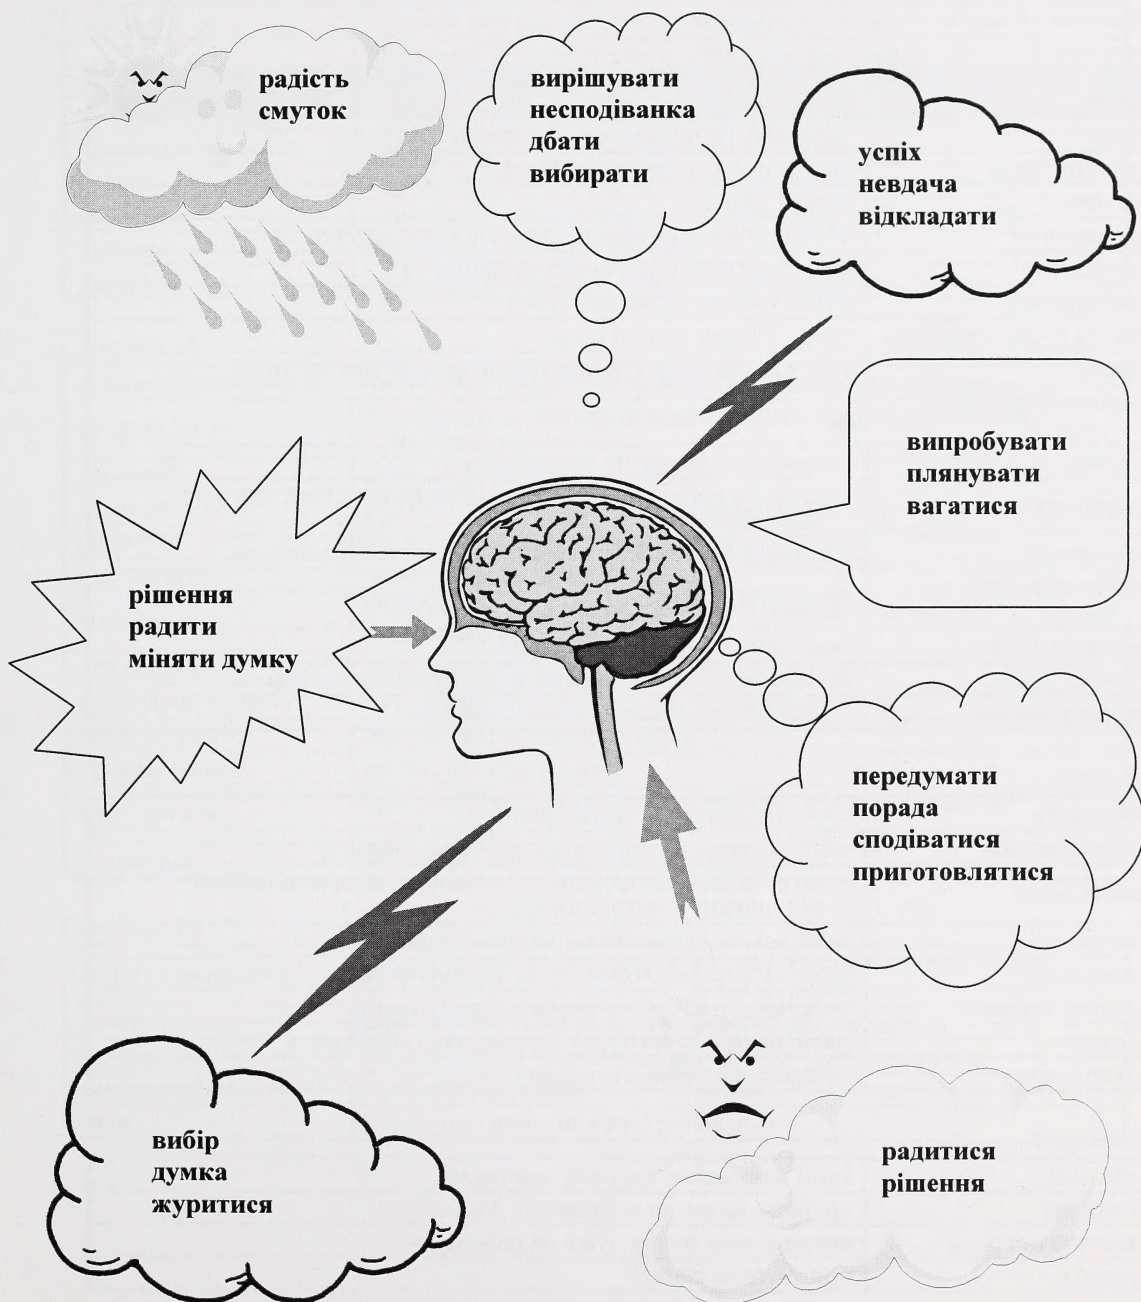 радість
смуток
вирішувати
несподіванка
дбати
вибирати
успіх
невдача
відкладати
випробувати
плянувати
вагатися
рішення
радити
міняти думку
передумати
порада
сподіватися
приготовлятися
вибір
думка
журитися
радитися
рішення